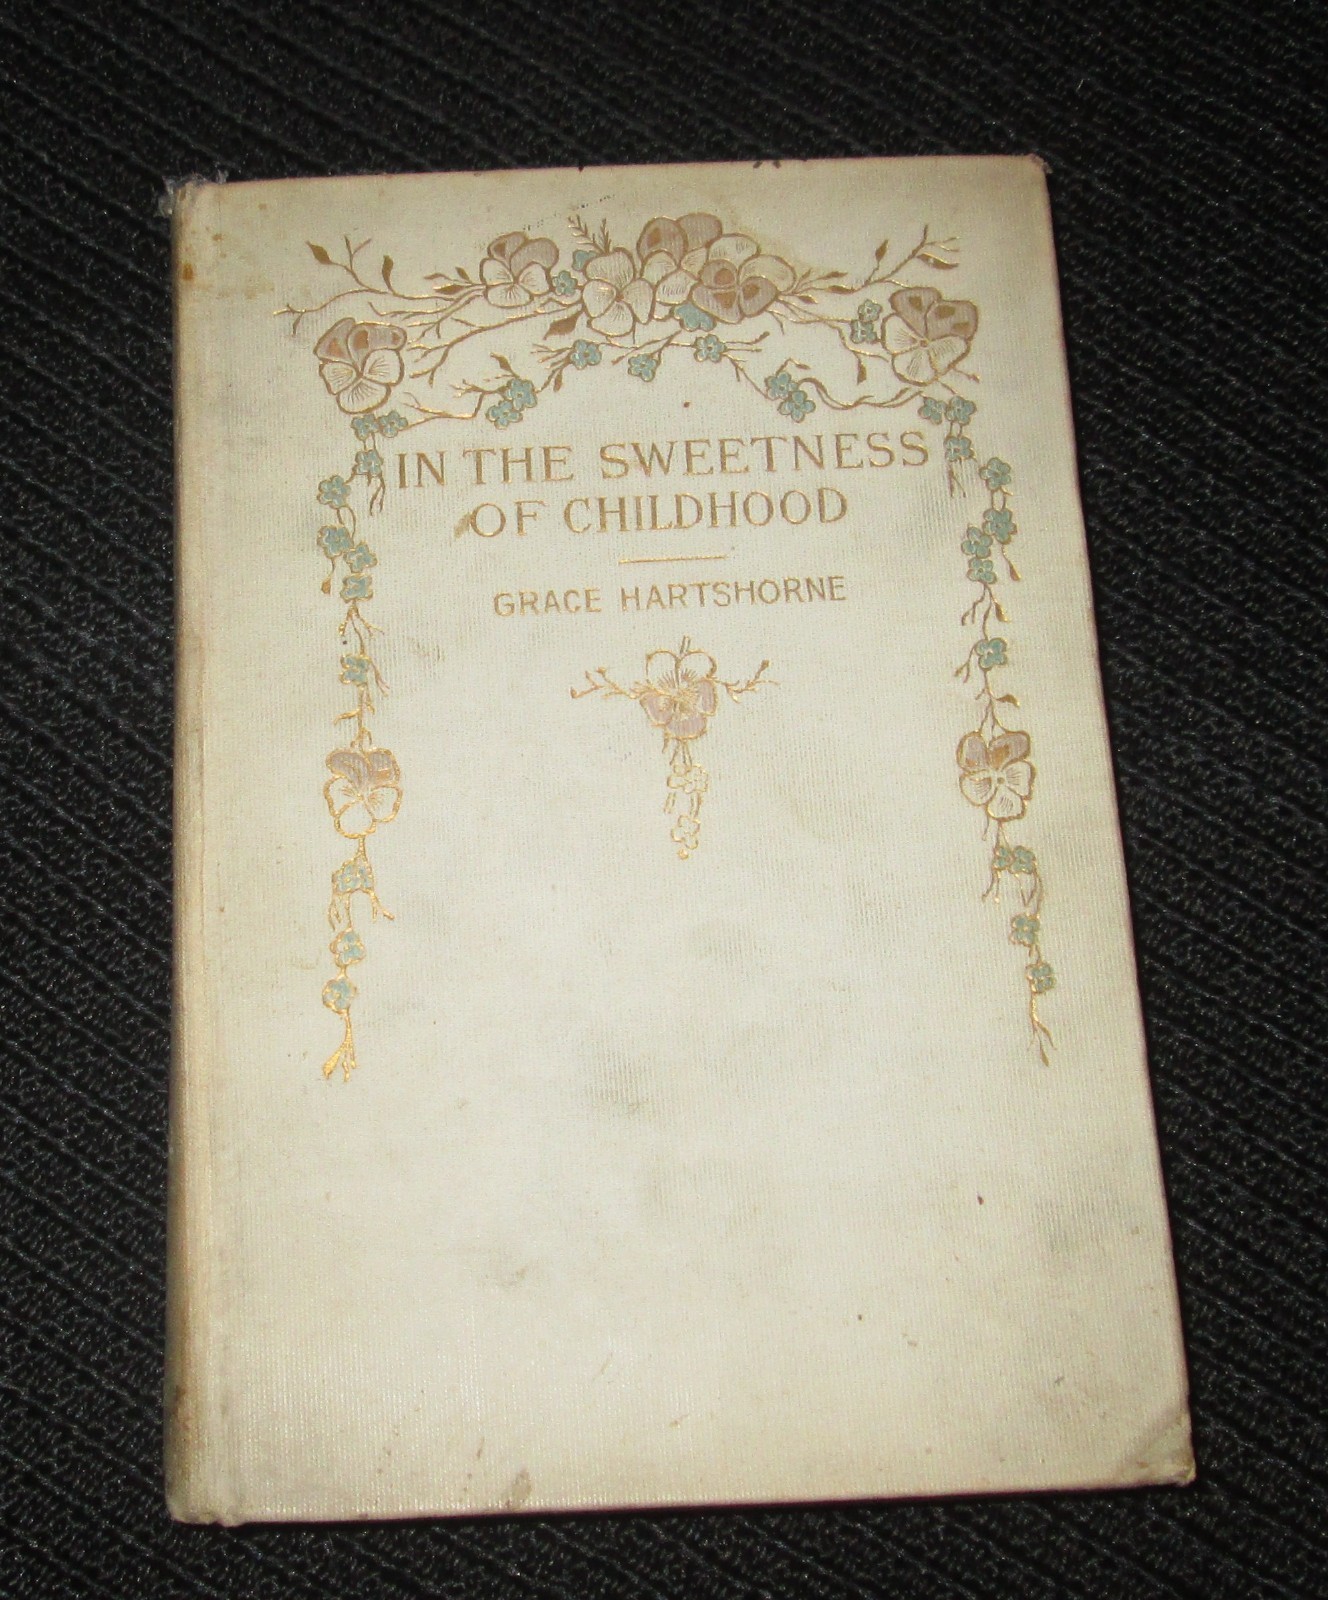 IN THE SWEETNESS
OF CHILDHOOD
GRACE HARTSHORNE